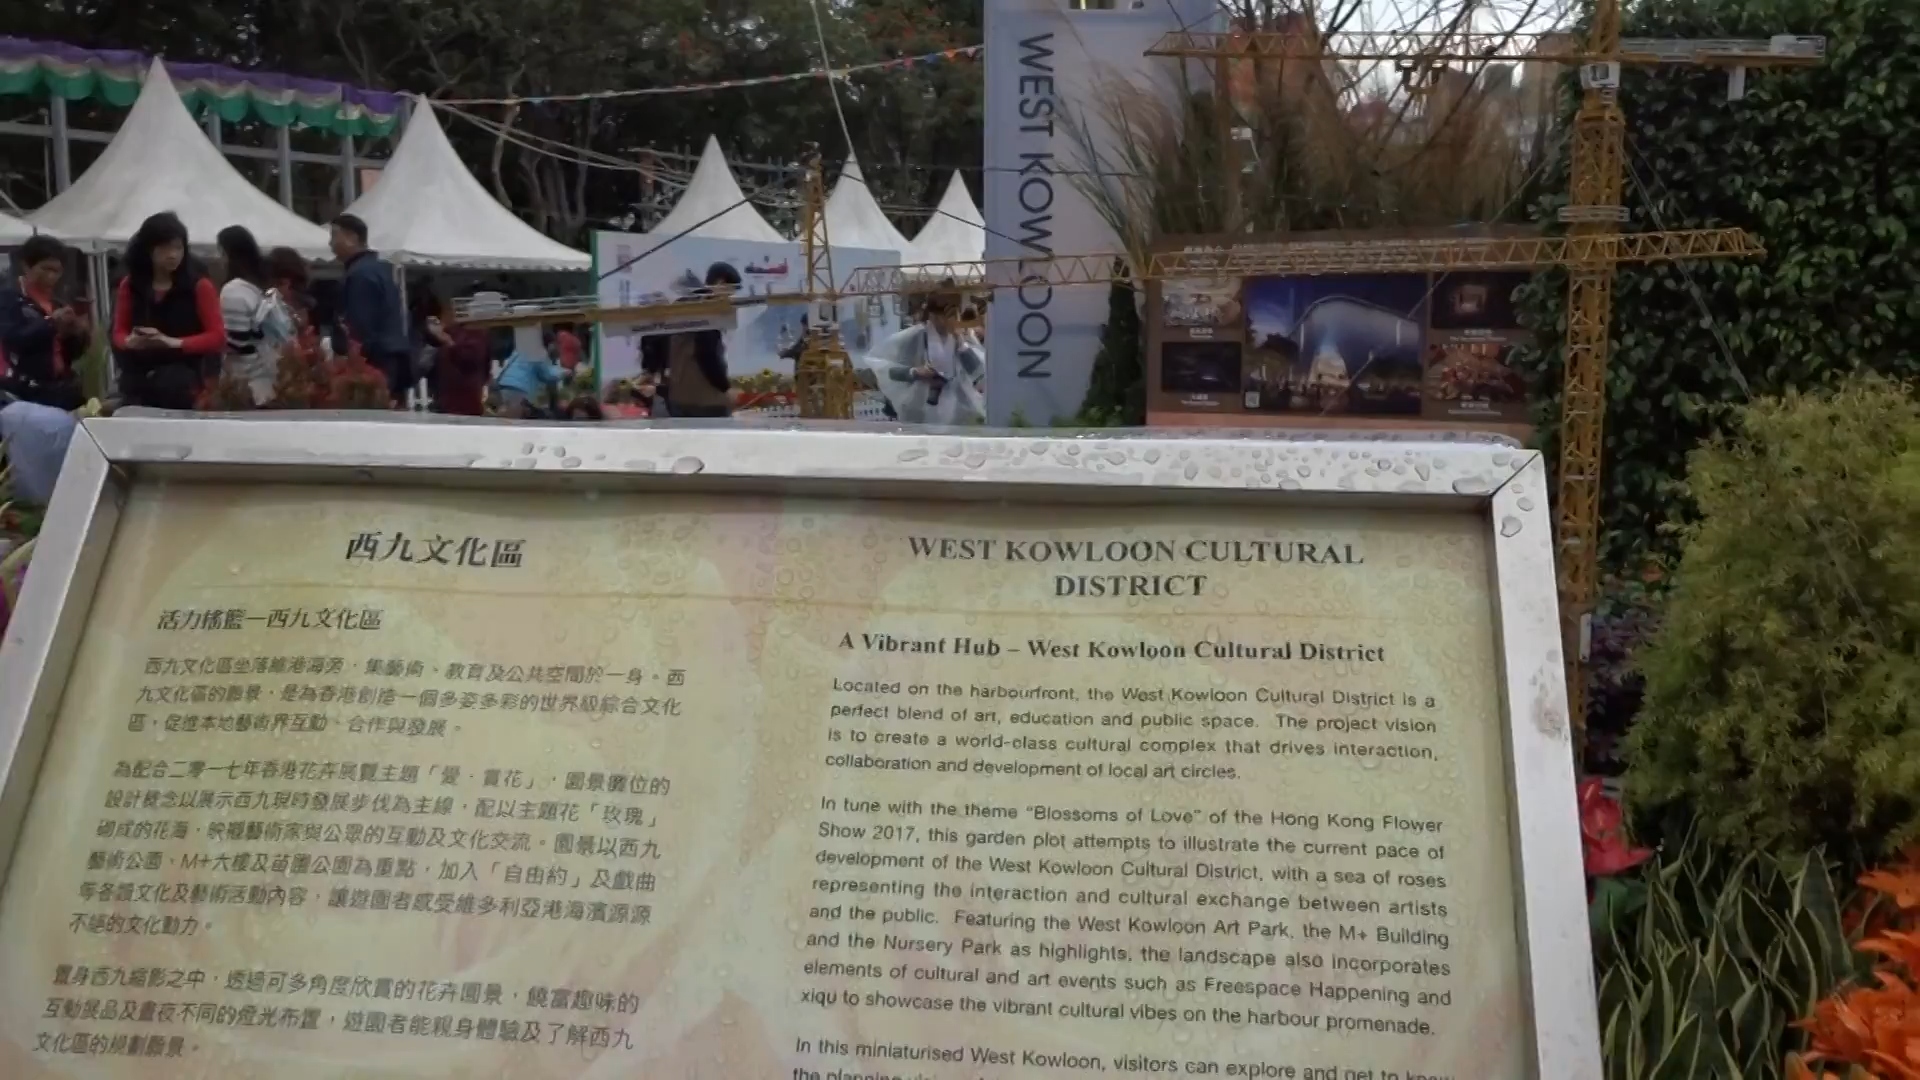 WEST KOWLOON
西九文化區
活力搖籃—西九文化區
西九文化區坐落維港海旁，集藝術、教育及公共空間於一身。西
九文化區的願景，是為香港創造一個多姿多彩的世界級綜合文化
區，促進本地藝術界互動、合作與發展。
為配合二零一七年香港花卉展覽主題「愛‧賞花」，園景攤位的
設計概念以展示西九現時發展步伐為主線，配以主題花「玫瑰」
砌成的花海，映襯藝術家與公眾的互動及文化交流。園景以西九
藝術公園、M+大樓及苗圃公園為重點，加入「自由約」及戲曲
等各類文化及藝術活動內容，讓遊園者感受維多利亞港海濱源源
不絕的文化動力。
置身西九縮影之中，透過可多角度欣賞的花卉園景，饒富趣味的
互動展品及晝夜不同的燈光布置，遊園者能親身體驗及了解西九
文化區的規劃願景。
WEST KOWLOON CULTURAL
DISTRICT
A Vibrant Hub – West Kowloon Cultural District
Located on the harbourfront, the West Kowloon Cultural District is a
perfect blend of art, education and public space. The project vision
is to create a world-class cultural complex that drives interaction,
collaboration and development of local art circles.
In tune with the theme “Blossoms of Love” of the Hong Kong Flower
Show 2017, this garden plot attempts to illustrate the current pace of
development of the West Kowloon Cultural District, with a sea of roses
representing the interaction and cultural exchange between artists
and the public. Featuring the West Kowloon Art Park, the M+ Building
and the Nursery Park as highlights, the landscape also incorporates
elements of cultural and art events such as Freespace Happening and
xiqu to showcase the vibrant cultural vibes on the harbour promenade.
In this miniaturised West Kowloon, visitors can explore and get to know
the planning